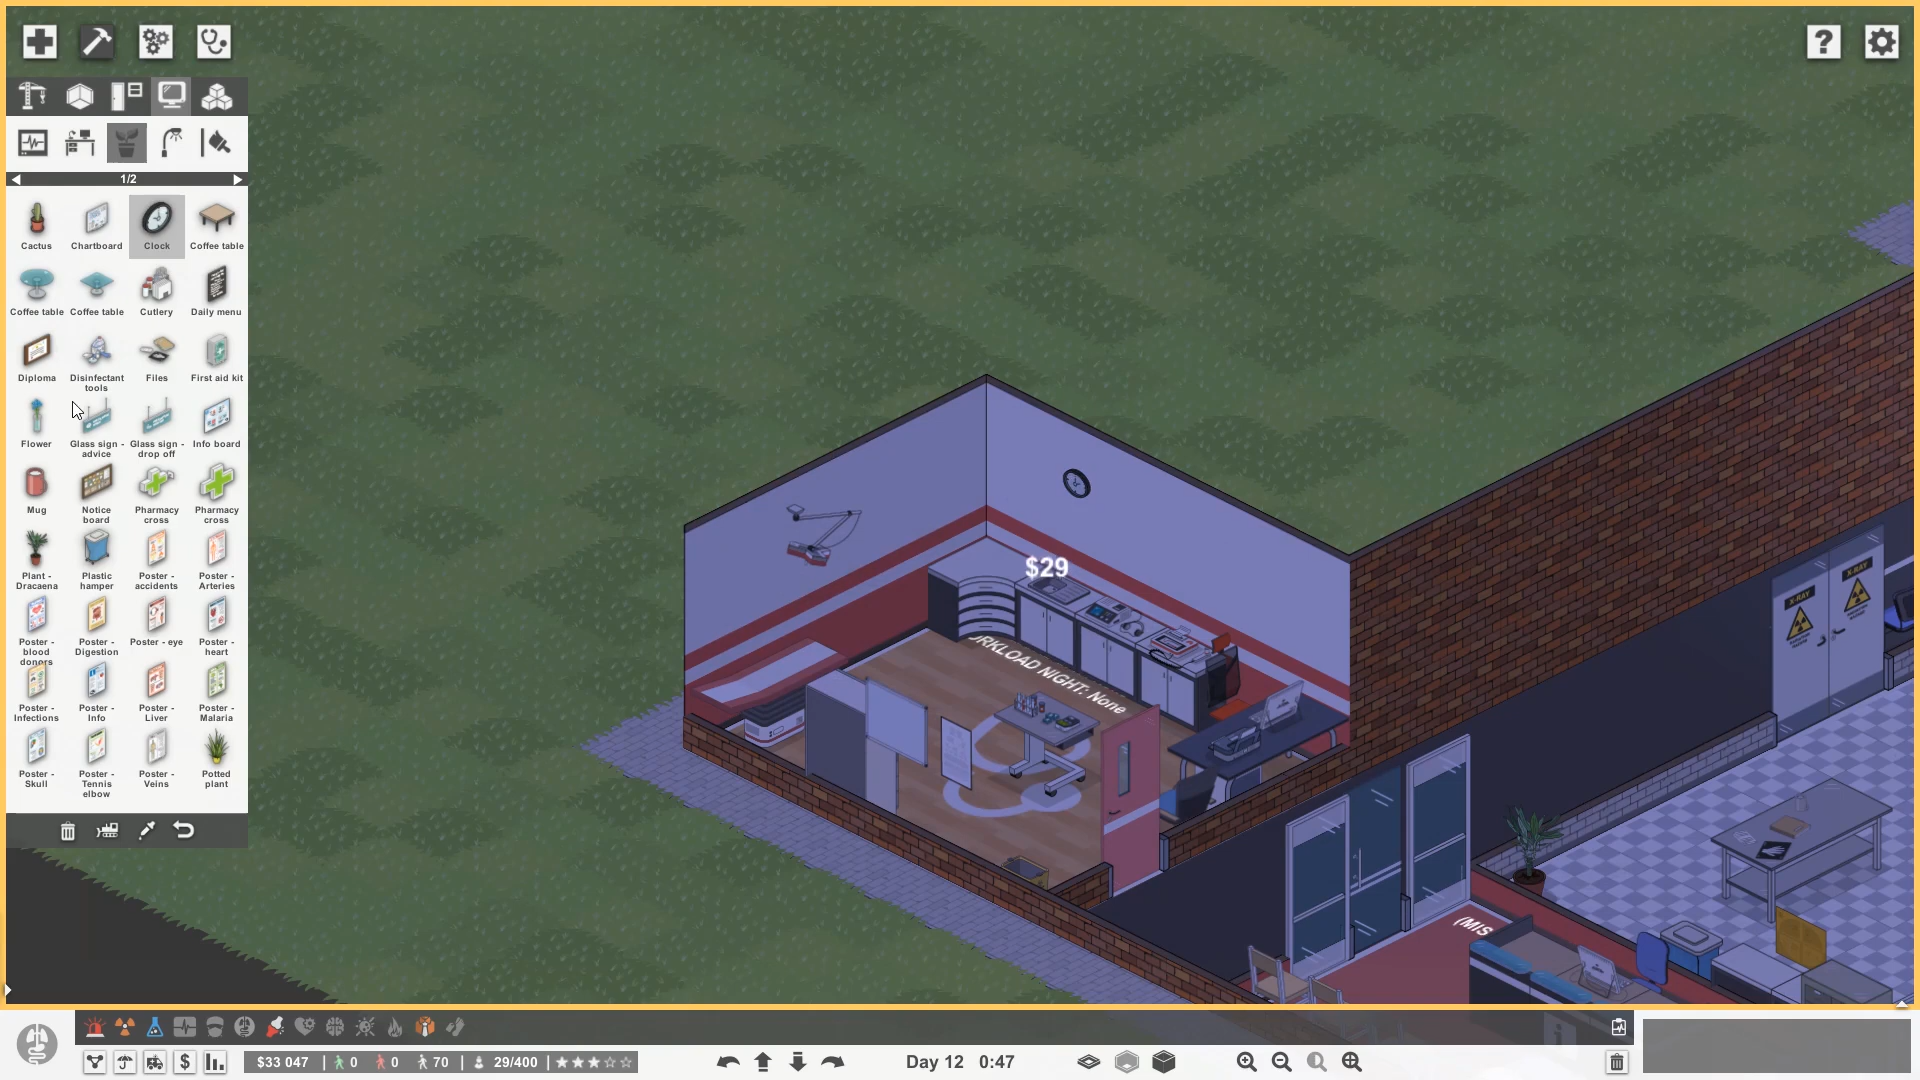 1/2
Cactus
Chartboard
Clock
Coffee table
Coffee table
Coffee table
Cutlery
Daily menu
Diploma
Disinfectant
tools
Files
First aid kit
Flower
Glass sign -
advice
Glass sign -
drop off
Info board
Mug
Notice
board
Pharmacy
cross
Pharmacy
cross
Plant -
Dracaena
Plastic
hamper
Poster -
accidents
Poster -
Arteries
Poster -
blood
donors
Poster -
Digestion
Poster - eye
Poster -
heart
Poster -
Infections
Poster -
Info
Poster -
Liver
Poster -
Malaria
Poster -
Skull
Poster -
Tennis
elbow
Poster -
Veins
Potted
plant
?
$29
ORKLOAD NIGHT: None
X-RAY
X-RAY
(MIS
$33 047
0
0
70
29/400
Day 12 0:47